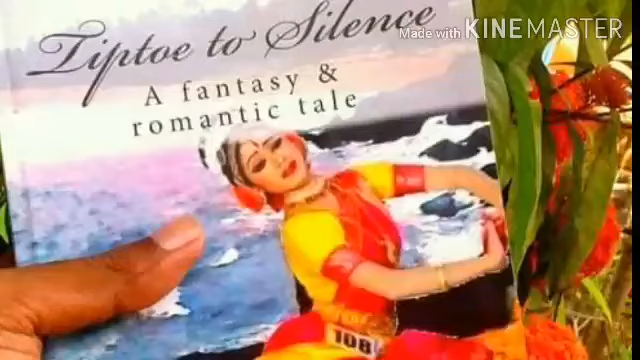 Tiptoe to Silence
Made with KINEMASTER
A fantasy &
romantic tale
108